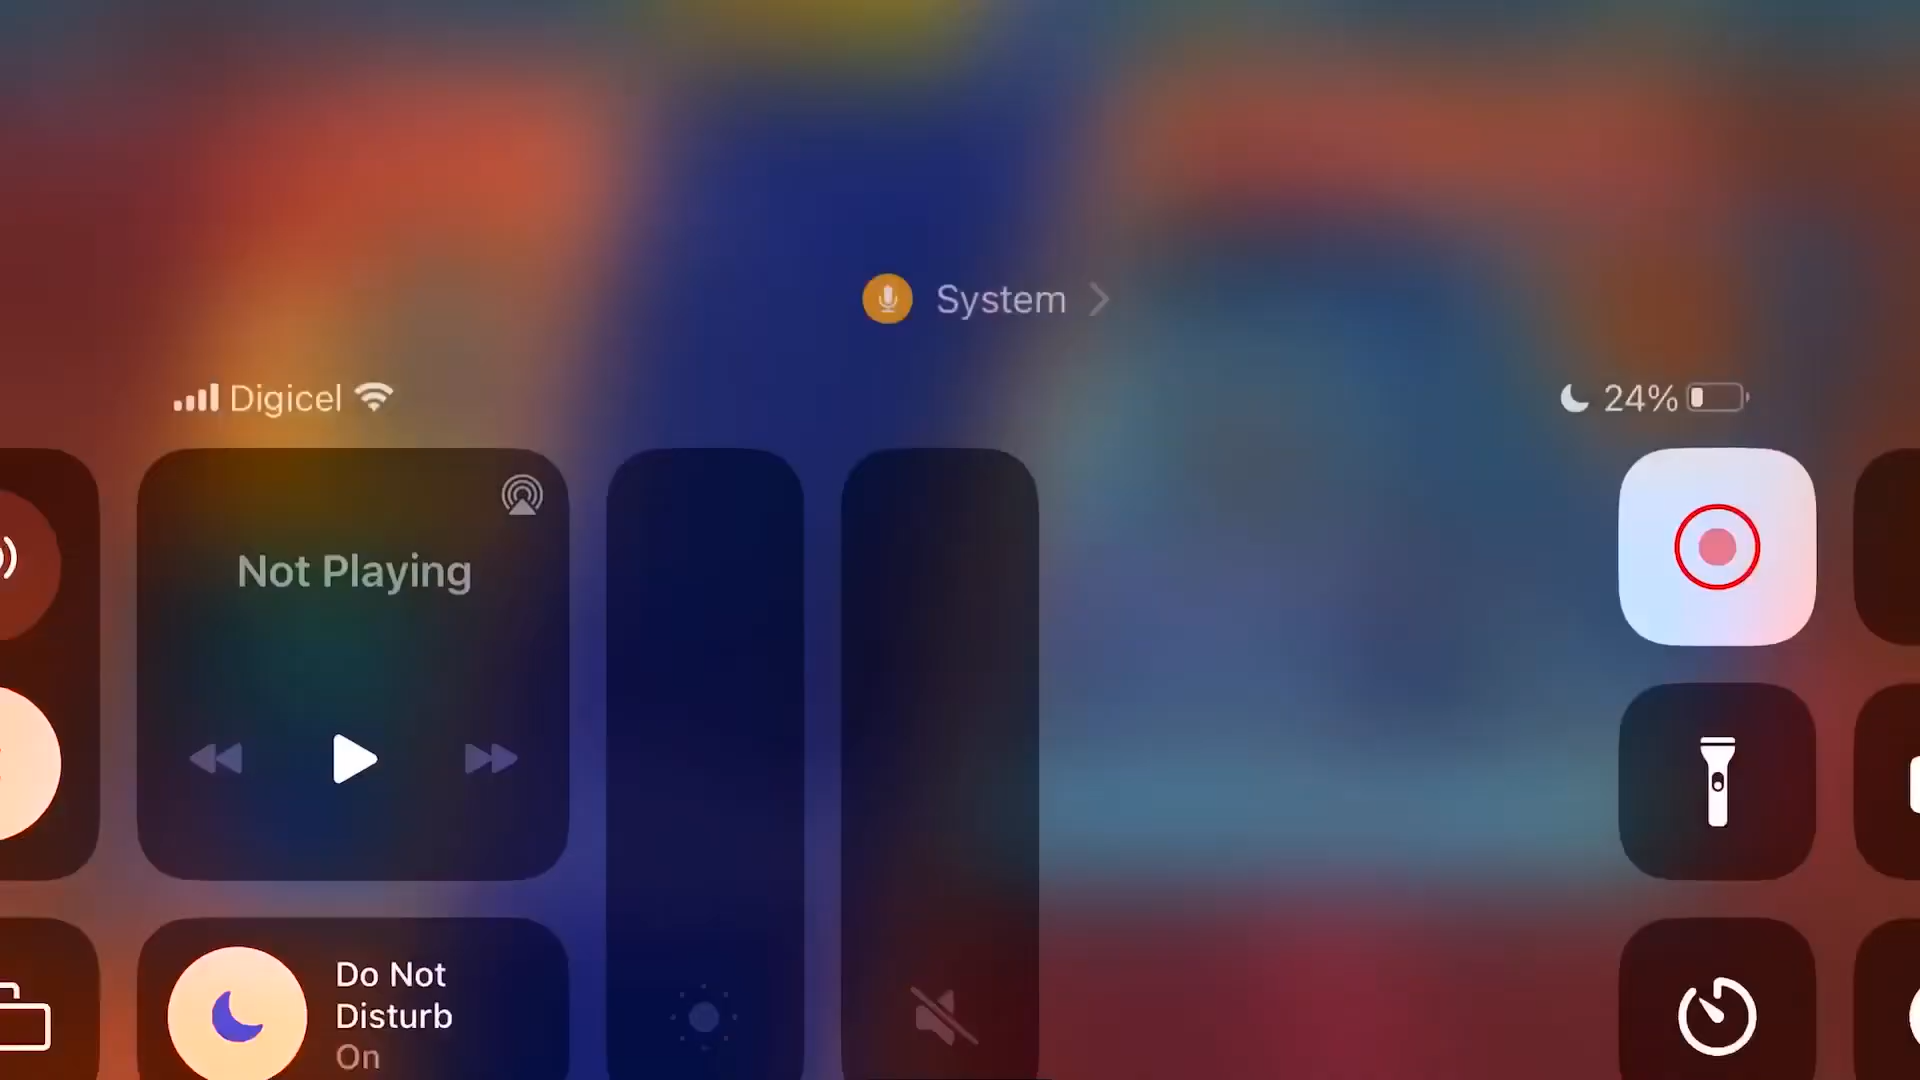 System
Digicel
24%
Not Playing
Do Not
Disturb
On